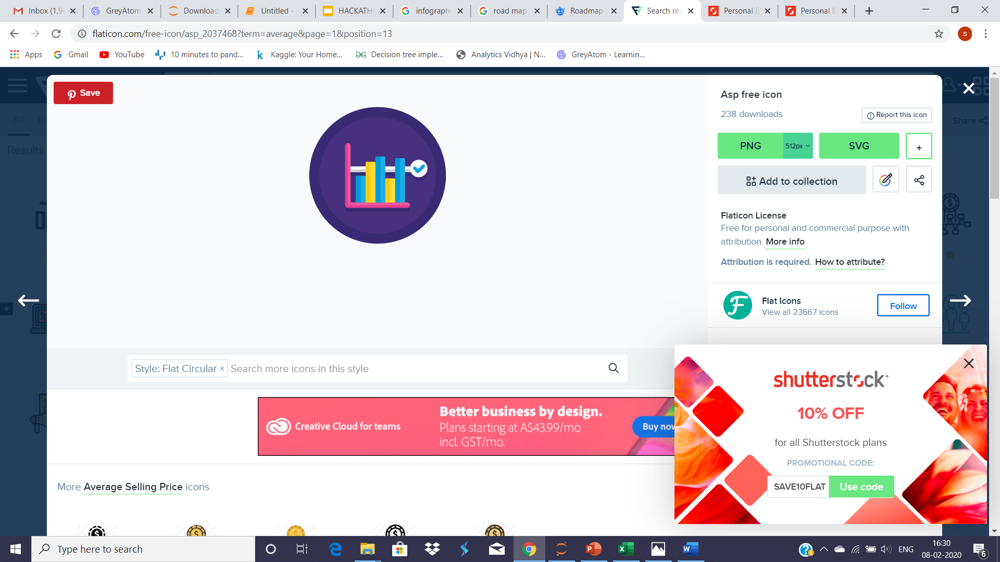 Inbox (1,9
GreyAtom
Download
Untitled -
HACKATH
infographi
road map
Roadmap
Search res
Personal B
Personal B
flaticon.com/free-icon/asp_2037468?term=average&page=1&position=13
S
Apps
Gmail
YouTube
10 minutes to pand...
Kaggle: Your Home...
Decision tree imple...
Analytics Vidhya | N...
GreyAtom - Learnin...
Save
All
Results
Share
Asp free icon
238 downloads
Report this icon
PNG
512px
SVG
+
Add to collection
Flaticon License
Free for personal and commercial purpose with
attribution. More info
Attribution is required. How to attribute?
Flat Icons
View all 23667 icons
Follow
Style: Flat Circular ×
Search more icons in this style
Creative Cloud for teams
Better business by design.
Plans starting at A$43.99/mo
incl. GST/mo.
Buy now
shutterstock
10% OFF
for all Shutterstock plans
PROMOTIONAL CODE:
SAVE10FLAT
Use code
More Average Selling Price icons
Type here to search
ENG
16:30
08-02-2020
6